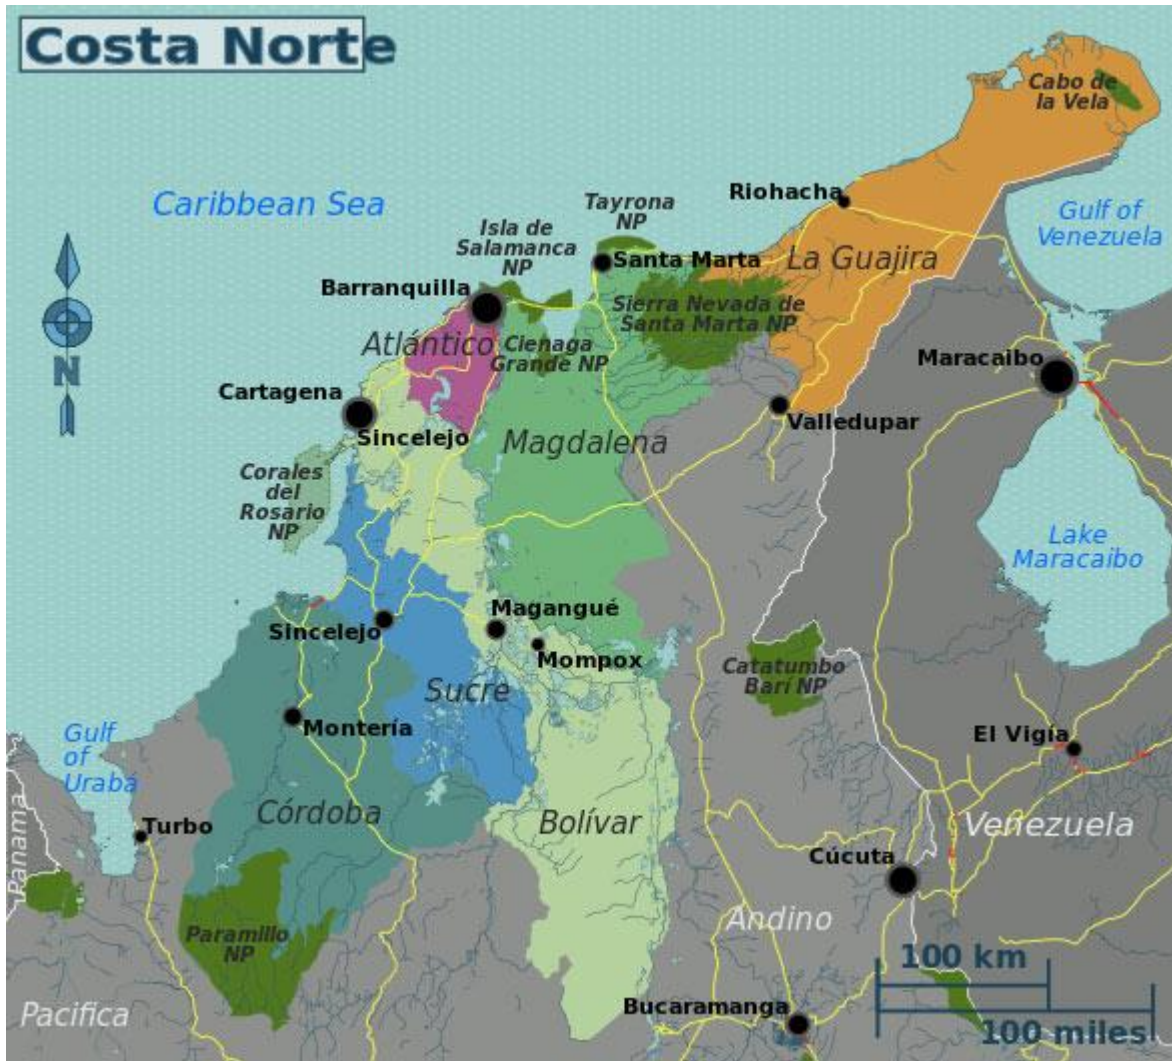 Costa Norte
Cabo de
la Vela
Caribbean Sea
Tayrona
NP
Riohacha
Gulf of
Venezuela
Isla de
Salamanca
NP
Santa Marta
La Guajira
Barranquilla
Sierra Nevada de
Santa Marta NP
Atlántico
Cienaga
Grande NP
N
Maracaibo
Cartagena
Sincelejo
Valledupar
Magdalena
Corales
del
Rosario
NP
Lake
Maracaibo
Magangué
Sincelejo
Mompox
Catatumbo
Barí NP
Sucre
Montería
Gulf
of
Urabá
El Vigía
Córdoba
Bolívar
Turbo
Venezuela
Panama
Cúcuta
Andino
Paramillo
NP
100 km
Bucaramanga
Pacifica
100 miles